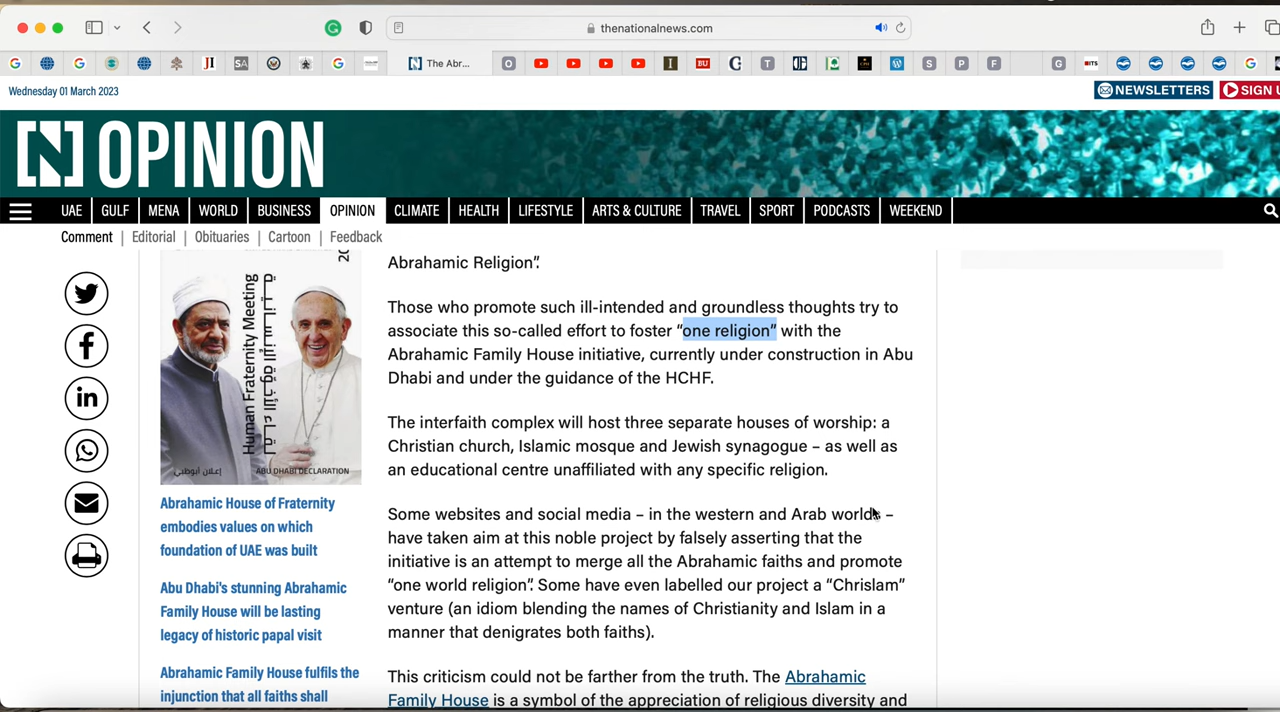 thenationalnews.com
The Abr...
Wednesday 01 March 2023
NEWSLETTERS
SIGN U
OPINION
UAE GULF MENA WORLD BUSINESS OPINION CLIMATE HEALTH LIFESTYLE ARTS & CULTURE TRAVEL SPORT PODCASTS WEEKEND
Comment | Editorial | Obituaries | Cartoon | Feedback
Human Fraternity Meeting
لقاء الأخوة الإنسانية
إعلان أبوظبي
ABU DHABI DECLARATION
Abrahamic House of Fraternity
embodies values on which
foundation of UAE was built
Abu Dhabi's stunning Abrahamic
Family House will be lasting
legacy of historic papal visit
Abrahamic Family House fulfils the
injunction that all faiths shall
Abrahamic Religion”.
Those who promote such ill-intended and groundless thoughts try to
associate this so-called effort to foster “one religion” with the
Abrahamic Family House initiative, currently under construction in Abu
Dhabi and under the guidance of the HCHF.
The interfaith complex will host three separate houses of worship: a
Christian church, Islamic mosque and Jewish synagogue – as well as
an educational centre unaffiliated with any specific religion.
Some websites and social media – in the western and Arab worlds –
have taken aim at this noble project by falsely asserting that the
initiative is an attempt to merge all the Abrahamic faiths and promote
“one world religion”. Some have even labelled our project a “Chrislam”
venture (an idiom blending the names of Christianity and Islam in a
manner that denigrates both faiths).
This criticism could not be farther from the truth. The Abrahamic
Family House is a symbol of the appreciation of religious diversity and